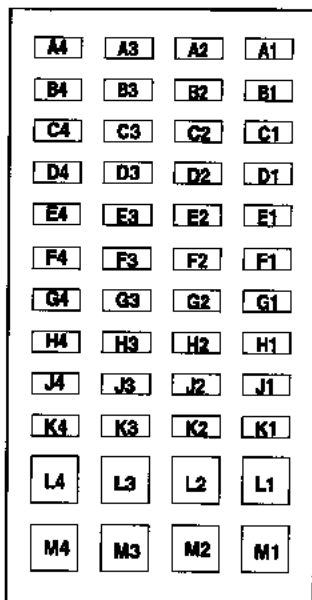 A4 A3 A2 A1
B4 B3 B2 B1
C4 C3 C2 C1
D4 D3 D2 D1
E4 E3 E2 E1
F4 F3 F2 F1
G4 G3 G2 G1
H4 H3 H2 H1
J4 J3 J2 J1
K4 K3 K2 K1
L4 L3 L2 L1
M4 M3 M2 M1